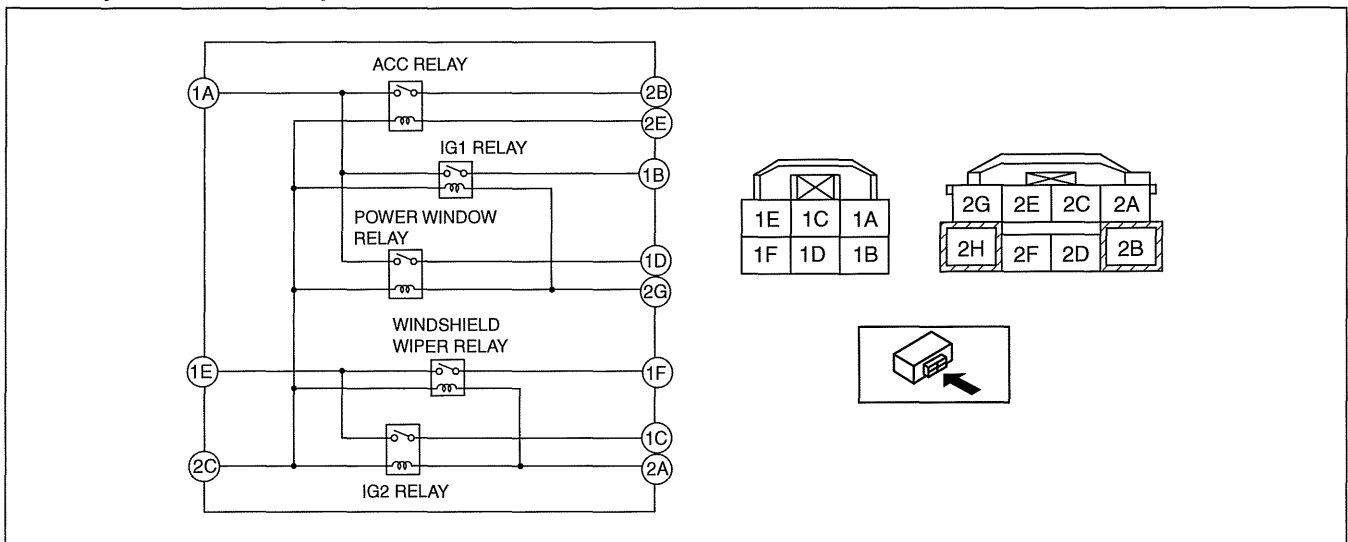 ACC RELAY
1A
2B
2E
IG1 RELAY
1B
POWER WINDOW
RELAY
1D
2G
WINDSHIELD
WIPER RELAY
1E
1F
1C
2C
2A
IG2 RELAY
1E 1C 1A
1F 1D 1B
2G 2E 2C 2A
2H 2F 2D 2B